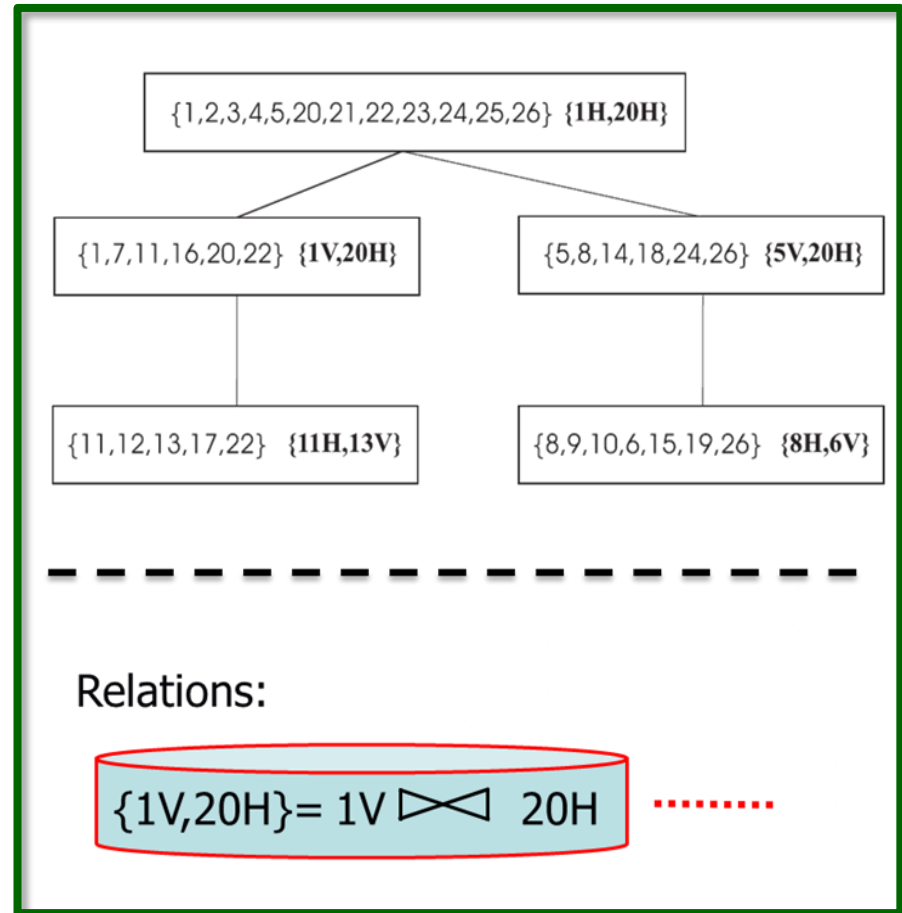 {1,2,3,4,5,20,21,22,23,24,25,26} {1H,20H}
{1,7,11,16,20,22} {1V,20H}
{5,8,14,18,24,26} {5V,20H}
{11,12,13,17,22} {11H,13V}
{8,9,10,6,15,19,26} {8H,6V}
Relations:
{1V,20H}= 1V ⋈ 20H ........